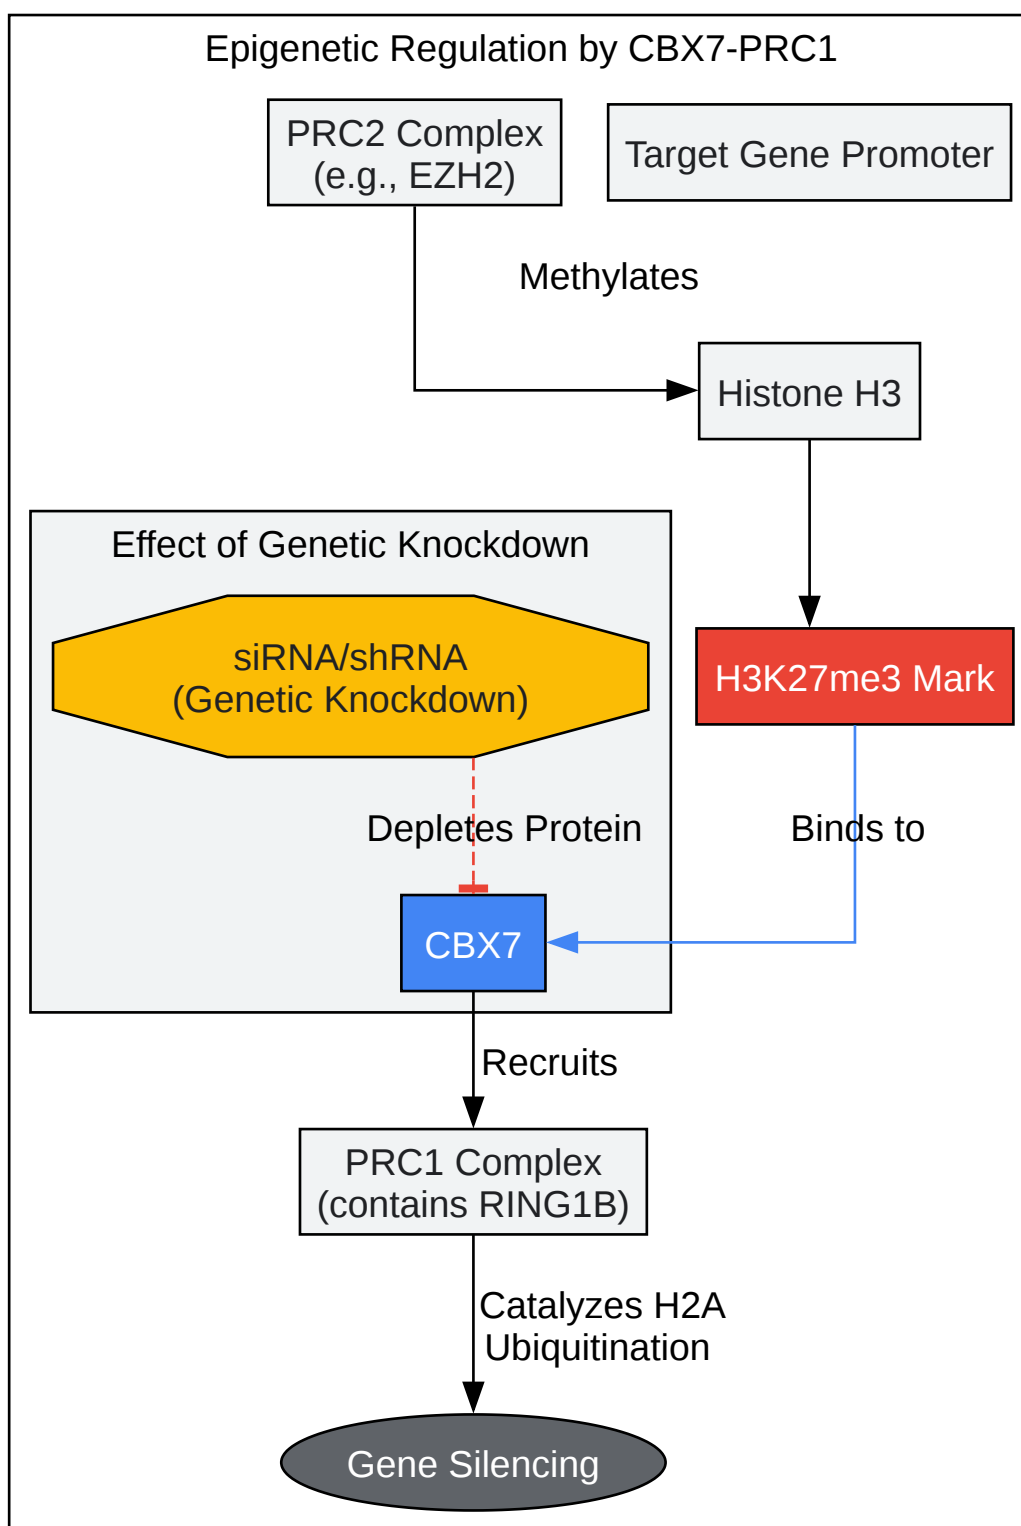 Epigenetic Regulation by CBX7-PRC1
PRC2 Complex
(e.g., EZH2)
Target Gene Promoter
Methylates
Histone H3
Effect of Genetic Knockdown
siRNA/shRNA
(Genetic Knockdown)
H3K27me3 Mark
Depletes Protein
Binds to
CBX7
Recruits
PRC1 Complex
(contains RING1B)
Catalyzes H2A
Ubiquitination
Gene Silencing